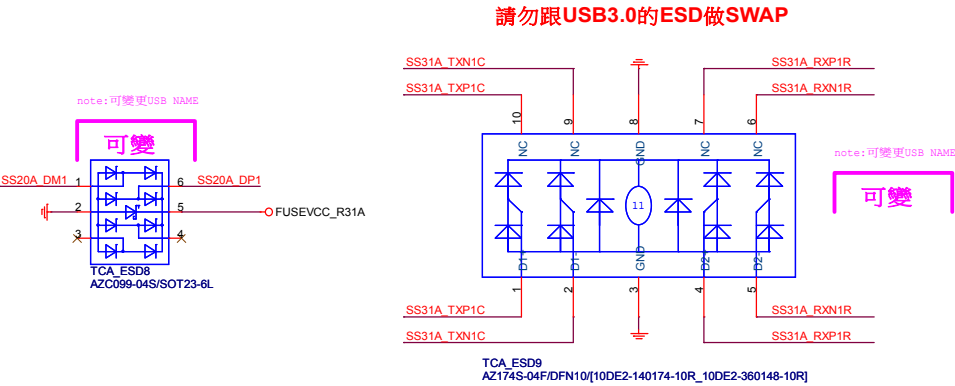 請勿跟USB3.0的ESD做SWAP
note:可變更USB NAME
可變
SS20A_DM1
1
6
SS20A_DP1
2
5
FUSEVCC_R31A
3
4
TCA_ESD8
AZC099-04S/SOT23-6L
SS31A_TXN1C
SS31A_RXP1R
SS31A_TXP1C
SS31A_RXN1R
10
9
8
7
6
NC
NC
GND
NC
NC
11
D1+
D1-
GND
D2+
D2-
1
2
3
4
5
SS31A_TXP1C
SS31A_RXN1R
SS31A_TXN1C
SS31A_RXP1R
TCA_ESD9
AZ174S-04F/DFN10/[10DE2-140174-10R_10DE2-360148-10R]
note:可變更USB NAME
可變